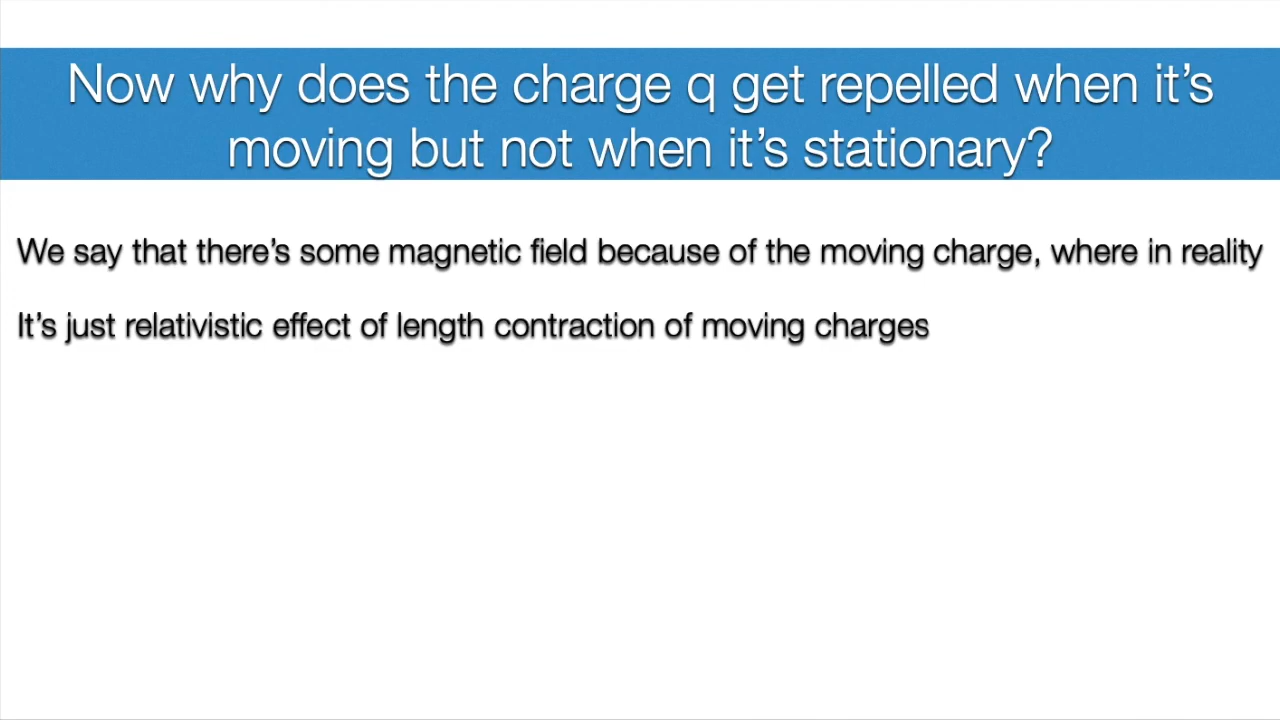 Now why does the charge q get repelled when it’s
moving but not when it’s stationary?
We say that there’s some magnetic field because of the moving charge, where in reality
It’s just relativistic effect of length contraction of moving charges